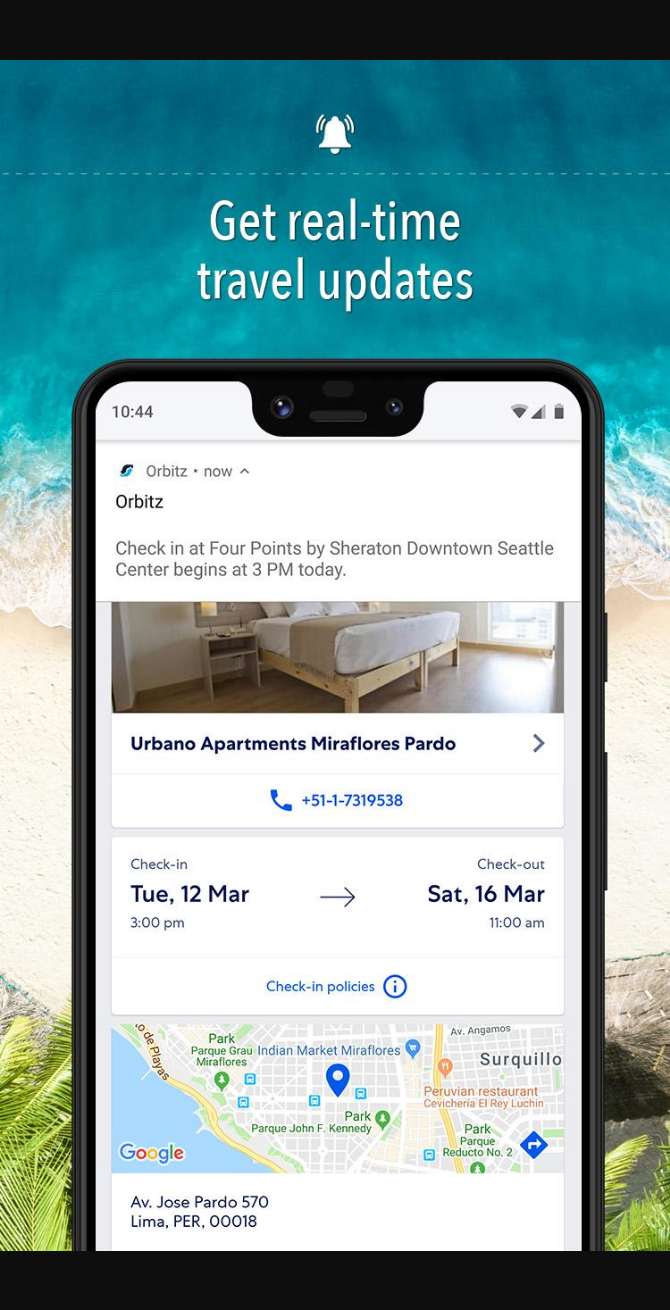 Get real-time
travel updates
10:44
Orbitz • now
Orbitz
Check in at Four Points by Sheraton Downtown Seattle
Center begins at 3 PM today.
Urbano Apartments Miraflores Pardo
+51-1-7319538
Check-in
Check-out
Tue, 12 Mar
Sat, 16 Mar
3:00 pm
11:00 am
Check-in policies
o de Playas
Park
Parque Grau
Miraflores
Indian Market Miraflores
Av. Angamos
Surquillo
Peruvian restaurant
Cevichería El Rey Luchin
Park
Parque John F. Kennedy
Park
Parque
Reducto No. 2
Google
Av. Jose Pardo 570
Lima, PER, 00018